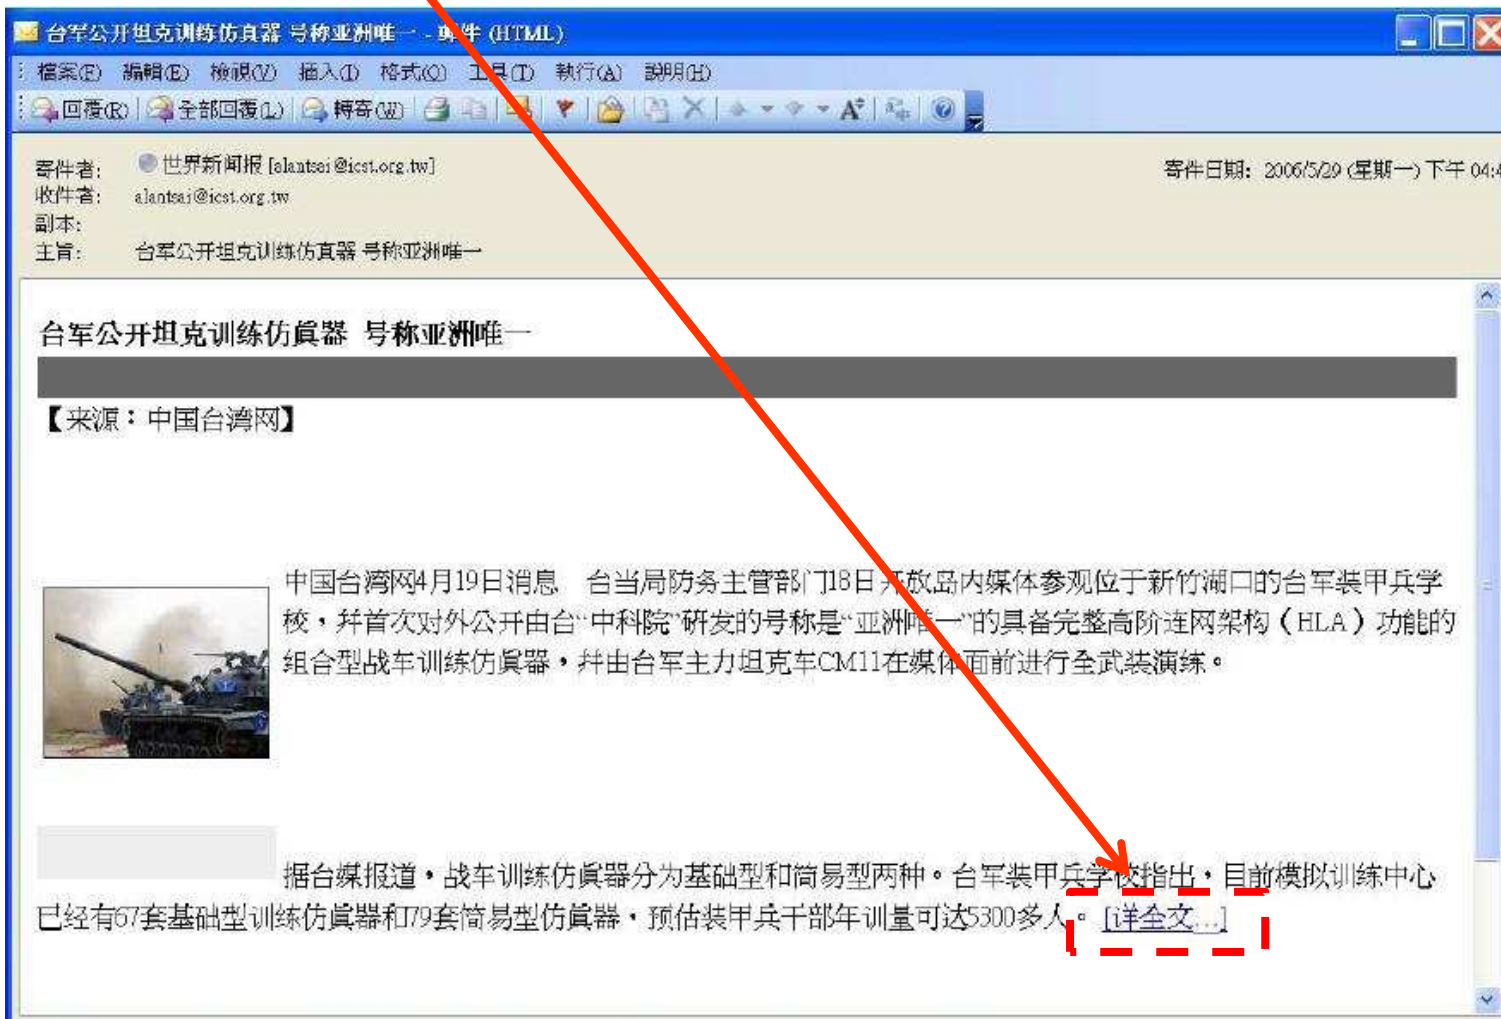 台军公开坦克训练仿真器 号称亚洲唯一 - 郵件 (HTML)
檔案(F) 編輯(E) 檢視(V) 插入(I) 格式(O) 工具(T) 執行(A) 說明(H)
回覆(R) 全部回覆(L) 轉寄(W)
寄件者: 世界新闻报 [alantsai@icst.org.tw] 寄件日期: 2006/5/29 (星期一) 下午 04:4
收件者: alantsai@icst.org.tw
副本:
主旨: 台军公开坦克训练仿真器 号称亚洲唯一
台军公开坦克训练仿真器 号称亚洲唯一
【来源：中国台湾网】
中国台湾网4月19日消息 台当局防务主管部门18日开放岛内媒体参观位于新竹湖口的台军装甲兵学
校，并首次对外公开由台“中科院”研发的号称是“亚洲唯一”的具备完整高阶连网架构（HLA）功能的
组合型战车训练仿真器，并由台军主力坦克车CM11在媒体面前进行全武装演练。
据台媒报道，战车训练仿真器分为基础型和简易型两种。台军装甲兵学校指出，目前模拟训练中心
已经有67套基础型训练仿真器和79套简易型仿真器，预估装甲兵干部年训量可达5300多人。 [详全文...]